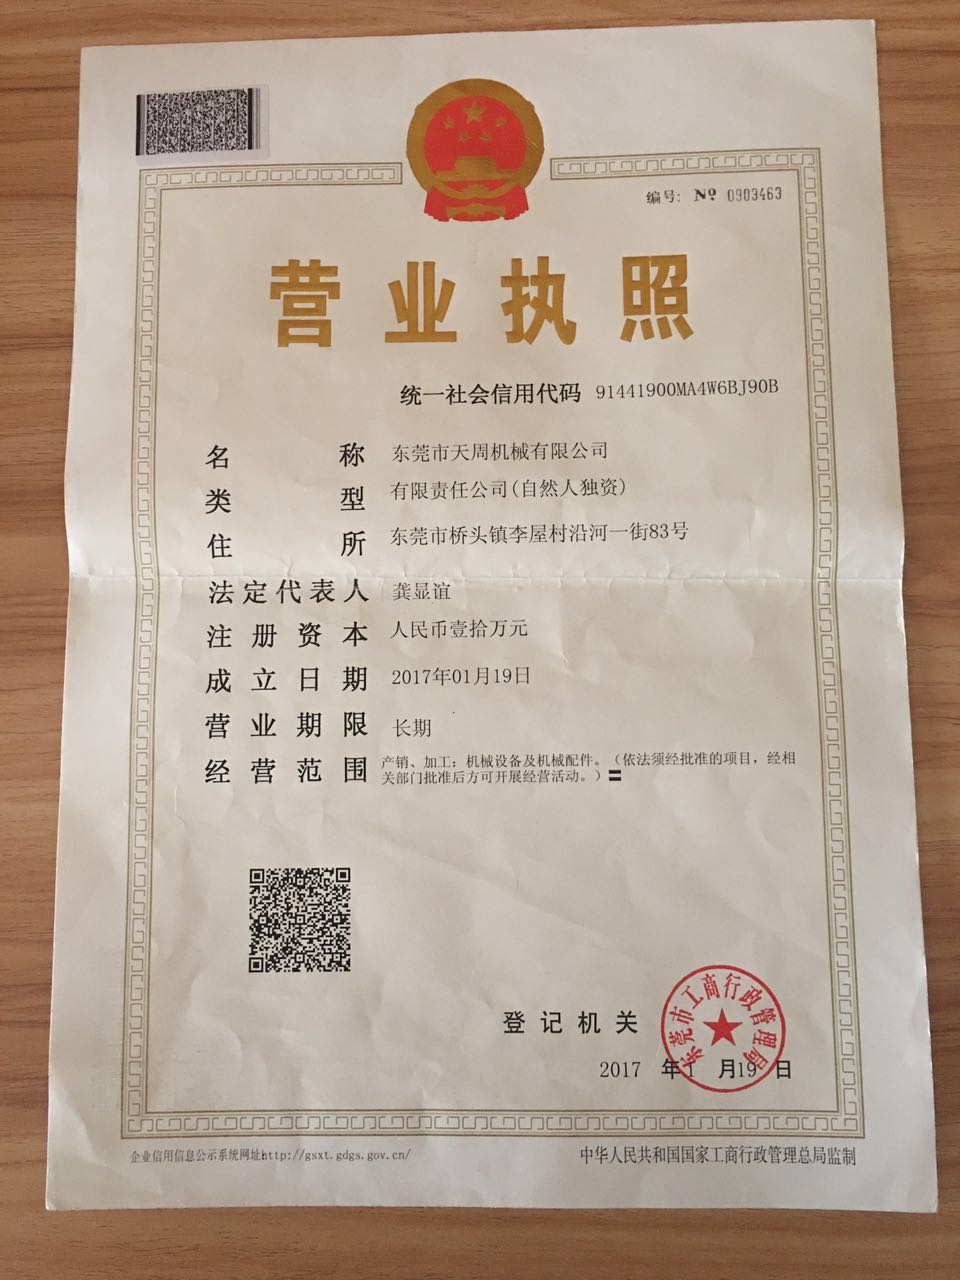 编号: № 0903463
营业执照
统一社会信用代码 91441900MA4W6BJ90B
名称 东莞市天周机械有限公司
类型 有限责任公司(自然人独资)
住所 东莞市桥头镇李屋村沿河一街83号
法定代表人 龚显谊
注册资本 人民币壹拾万元
成立日期 2017年01月19日
营业期限 长期
经营范围 产销、加工: 机械设备及机械配件。(依法须经批准的项目, 经相
关部门批准后方可开展经营活动。)
登记机关
东莞市工商行政管理局
2017 年1 月19 日
企业信用信息公示系统网址:http://gsxt.gdgs.gov.cn/
中华人民共和国国家工商行政管理总局监制